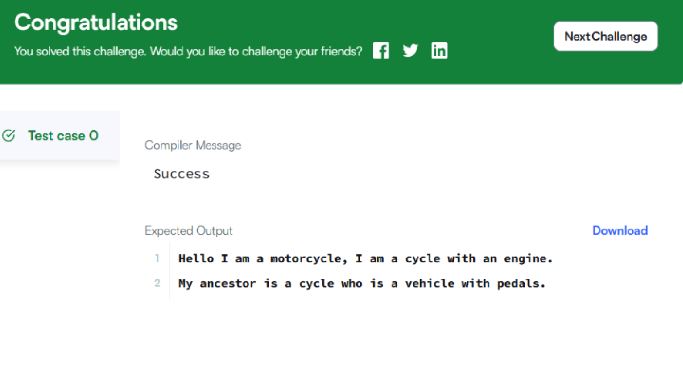 Congratulations
You solved this challenge. Would you like to challenge your friends?
Next Challenge
Test case 0
Compiler Message
Success
Expected Output
Download
1 Hello I am a motorcycle, I am a cycle with an engine.
2 My ancestor is a cycle who is a vehicle with pedals.